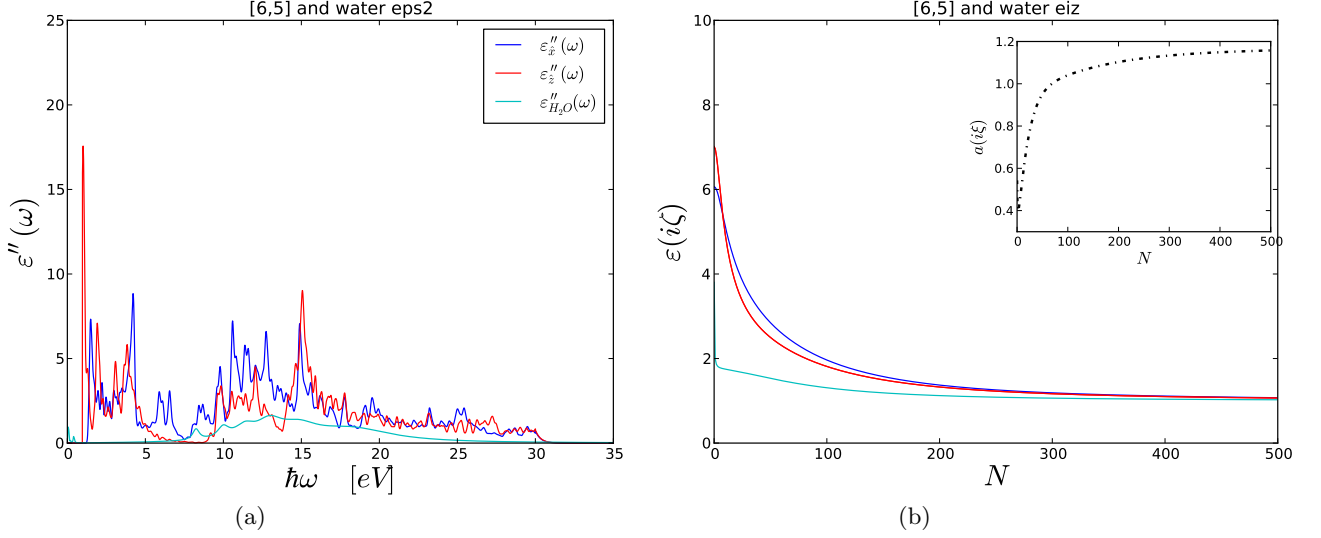 [6,5] and water eps2
25
20
15
10
5
0
ε″(ω)
ε″x̂(ω)
ε″ẑ(ω)
ε″H₂O(ω)
0 5 10 15 20 25 30 35
ħω [eV]
(a)
[6,5] and water eiz
10
8
6
4
2
0
ε(iζ)
1.2
1.0
0.8
0.6
0.4
a(iξ)
0 100 200 300 400 500
N
0 100 200 300 400 500
N
(b)